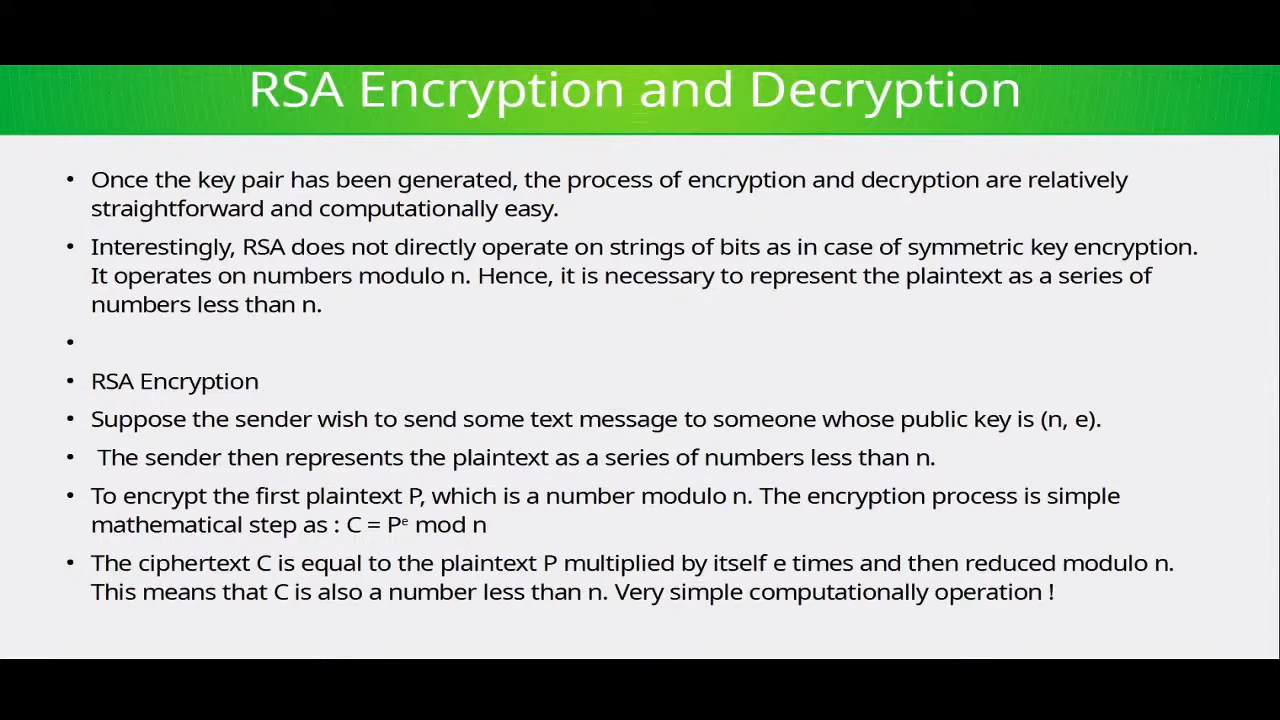 RSA Encryption and Decryption
• Once the key pair has been generated, the process of encryption and decryption are relatively
straightforward and computationally easy.
• Interestingly, RSA does not directly operate on strings of bits as in case of symmetric key encryption.
It operates on numbers modulo n. Hence, it is necessary to represent the plaintext as a series of
numbers less than n.
•
• RSA Encryption
• Suppose the sender wish to send some text message to someone whose public key is (n, e).
• The sender then represents the plaintext as a series of numbers less than n.
• To encrypt the first plaintext P, which is a number modulo n. The encryption process is simple
mathematical step as : C = Pᵉ mod n
• The ciphertext C is equal to the plaintext P multiplied by itself e times and then reduced modulo n.
This means that C is also a number less than n. Very simple computationally operation !